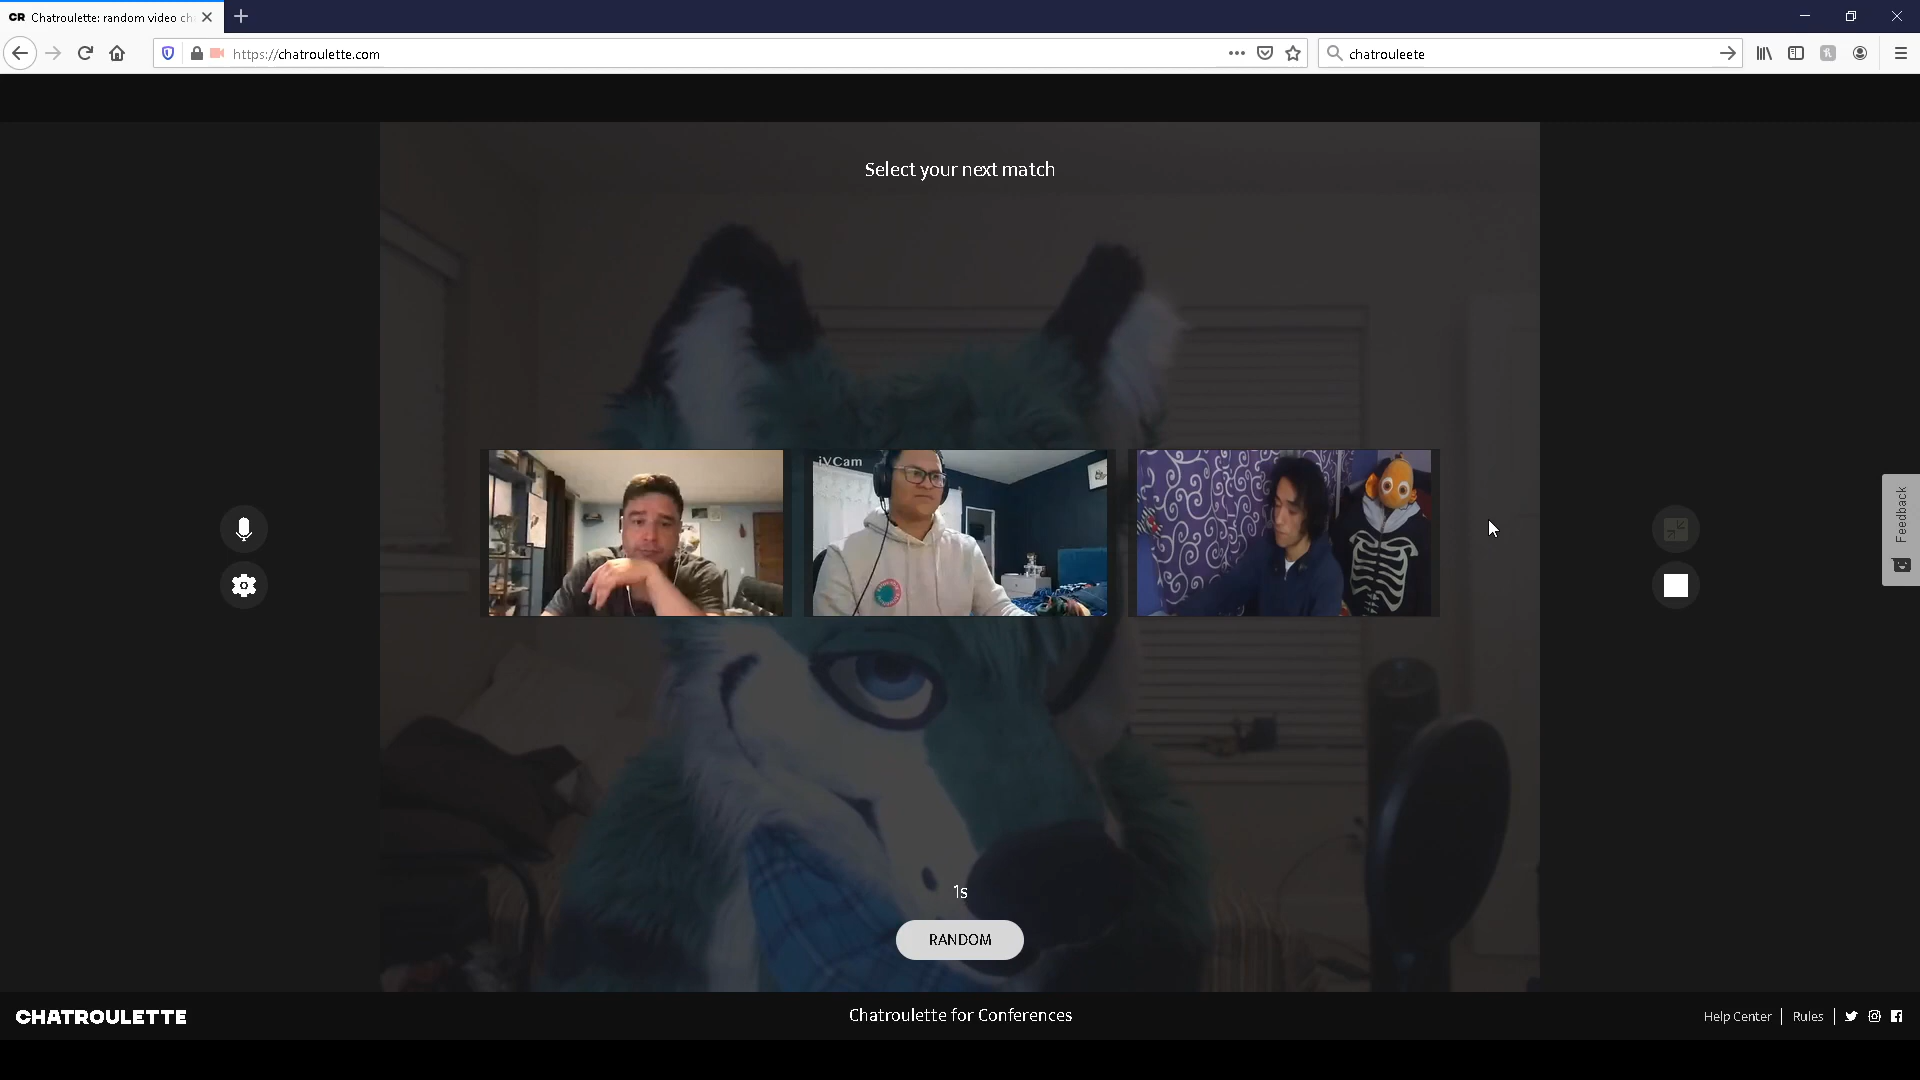 CR Chatroulette: random video ch
https://chatroulette.com
chatrouleete
Select your next match
iVCam
Feedback
1s
RANDOM
CHATROULETTE
Chatroulette for Conferences
Help Center
Rules